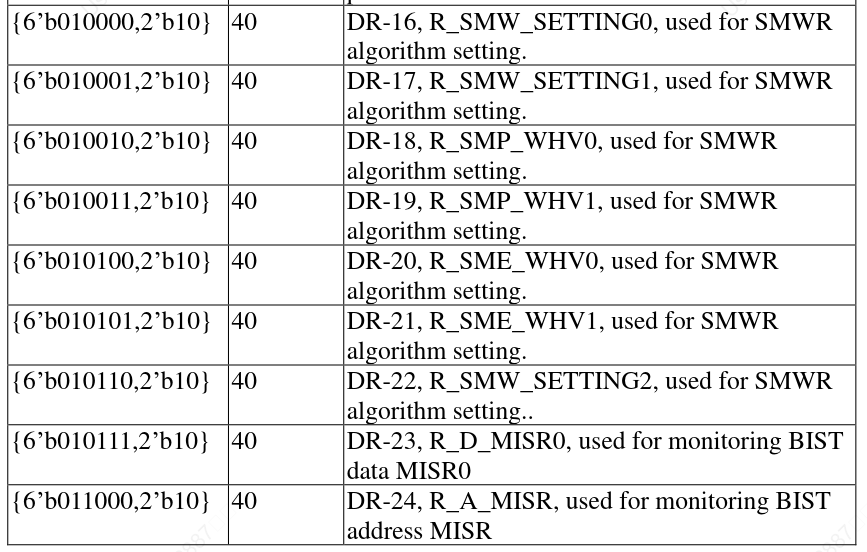 {6’b010000,2’b10} 40 DR-16, R_SMW_SETTING0, used for SMWR
algorithm setting.
{6’b010001,2’b10} 40 DR-17, R_SMW_SETTING1, used for SMWR
algorithm setting.
{6’b010010,2’b10} 40 DR-18, R_SMP_WHV0, used for SMWR
algorithm setting.
{6’b010011,2’b10} 40 DR-19, R_SMP_WHV1, used for SMWR
algorithm setting.
{6’b010100,2’b10} 40 DR-20, R_SME_WHV0, used for SMWR
algorithm setting.
{6’b010101,2’b10} 40 DR-21, R_SME_WHV1, used for SMWR
algorithm setting.
{6’b010110,2’b10} 40 DR-22, R_SMW_SETTING2, used for SMWR
algorithm setting..
{6’b010111,2’b10} 40 DR-23, R_D_MISR0, used for monitoring BIST
data MISR0
{6’b011000,2’b10} 40 DR-24, R_A_MISR, used for monitoring BIST
address MISR